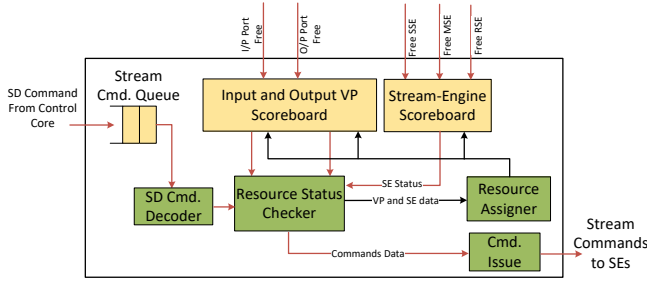 I/P Port
Free
O/P Port
Free
Free SSE
Free MSE
Free RSE
SD Command
From Control
Core
Stream
Cmd. Queue
Input and Output VP
Scoreboard
Stream-Engine
Scoreboard
SD Cmd.
Decoder
Resource Status
Checker
SE Status
VP and SE data
Resource
Assigner
Commands Data
Cmd.
Issue
Stream
Commands
to SEs